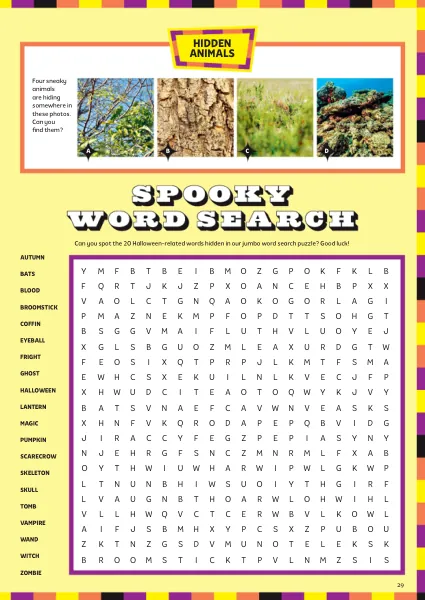 HIDDEN
ANIMALS
Four sneaky
animals
are hiding
somewhere in
these photos.
Can you
find them?
A
B
C
D
SPOOKY
WORD SEARCH
Can you spot the 20 Halloween-related words hidden in our jumbo word search puzzle? Good luck!
AUTUMN
BATS
BLOOD
BROOMSTICK
COFFIN
EYEBALL
FRIGHT
GHOST
HALLOWEEN
LANTERN
MAGIC
PUMPKIN
SCARECROW
SKELETON
SKULL
TOMB
VAMPIRE
WAND
WITCH
ZOMBIE
Y M F B T B E I B M O Z G P O K F K L B
F Q R T J K J Z P X O A N C E H B P X X
V A O L C T G N Q A O K O G O R L A G I
P M A Z N E K M P F O P D T T S O H G T
B S G G V M A I F L U T H V L U O Y E J
X G L S B G U O Z M L E A X U R D G T W
F E O S I X Q T P R P J L K M T F S M A
E W H C S X E K U I L N L K V E C J F P
X H W U D C I T E A O T O Q W Y K J V Y
B A T S V N A E F C A V W N V E A S K S
X H N F V K Q R O D A P E P Q B V I D G
J I R A C C Y F E G Z P E P I A S Y N Y
N J E H R G F S N C Z M N R M L F X A B
O Y T H W I U W H A R W I P W L G K W P
L T N U N B H I W S U O I Y T H G I R F
L V A U G N B T H O A R W L O H W I H L
V L L H W Q V C T C E R W B V L K O W L
A I F J S B M H X Y P C S X Z P U B O U
Z K T N Z G S D V M U N O T E L E K S K
B R O O M S T I C K T P V L N M Z S I S
29